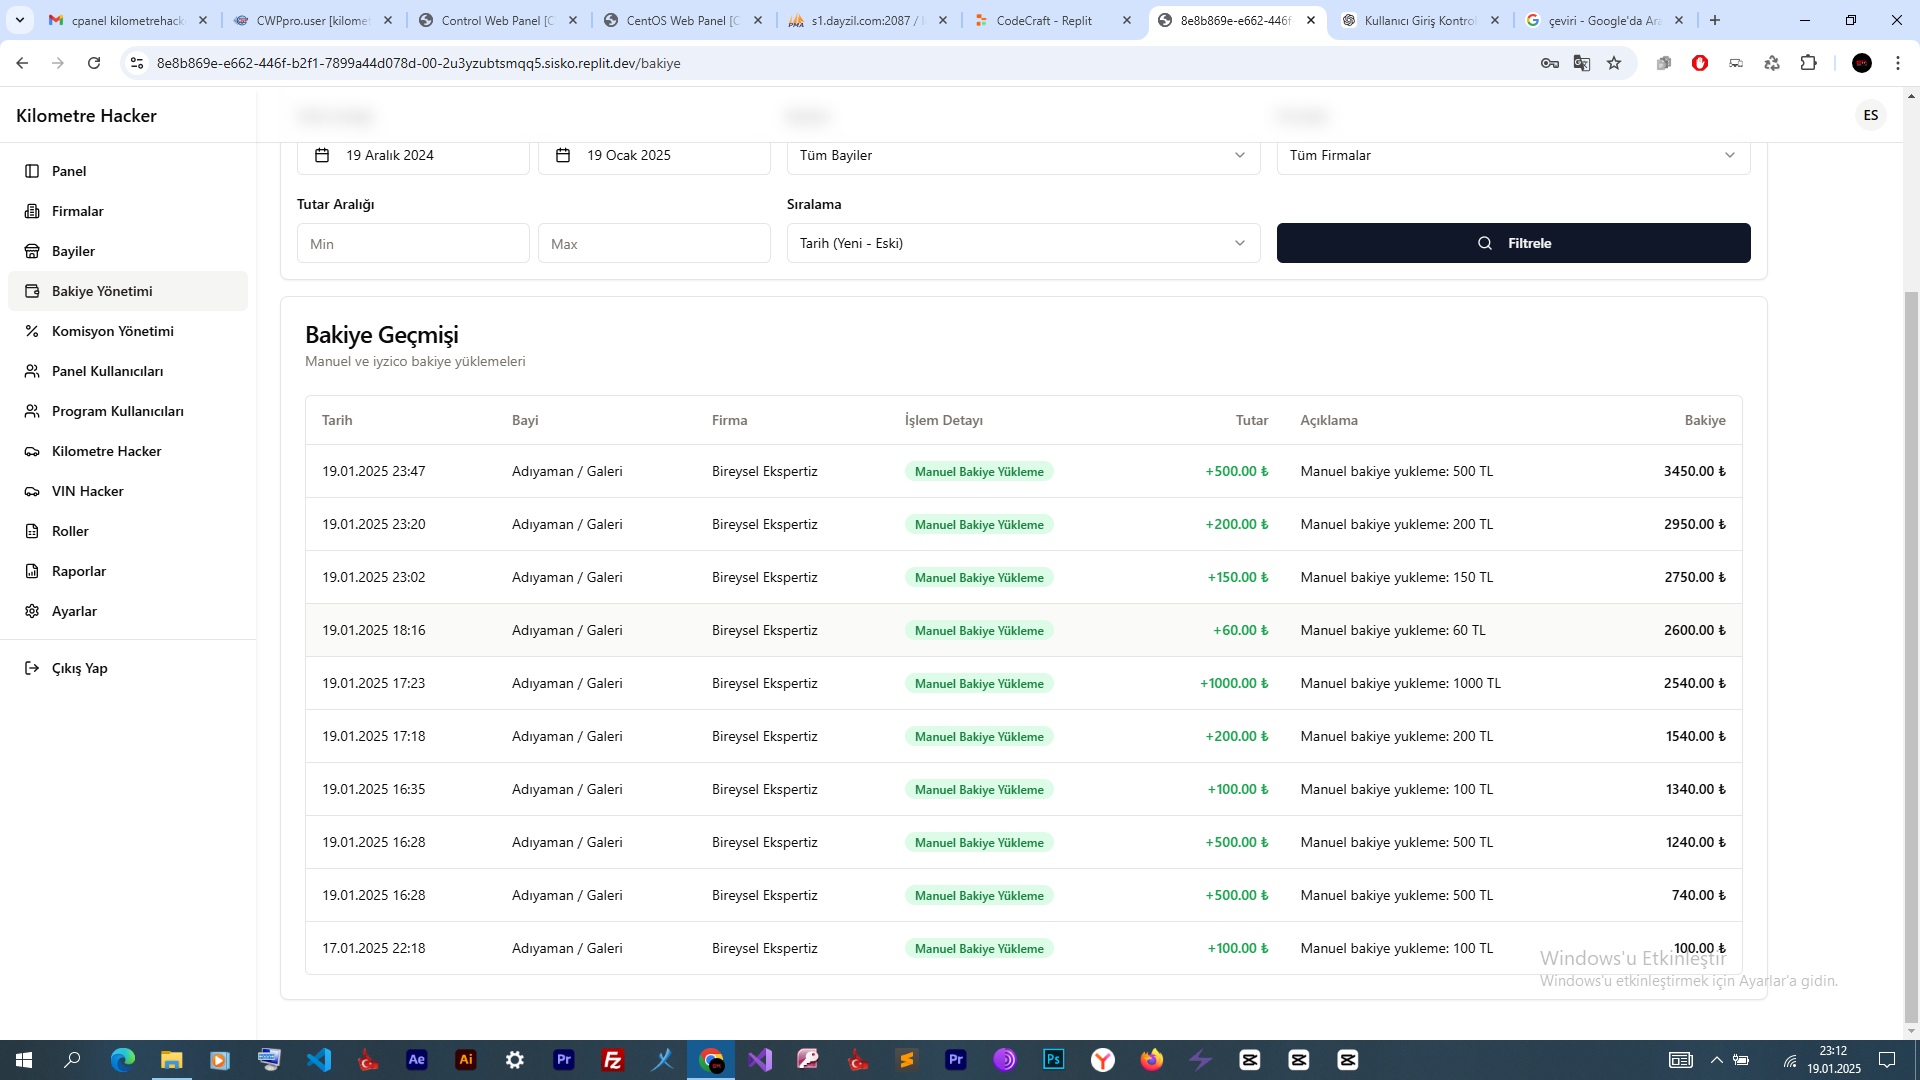 cpanel kilometrehack
CWPpro.user [kilomet
Control Web Panel [C
CentOS Web Panel [C
s1.dayzil.com:2087 / l
CodeCraft - Replit
8e8b869e-e662-446f-
Kullanıcı Giriş Kontrol
çeviri - Google'da Ara
8e8b869e-e662-446f-b2f1-7899a44d078d-00-2u3yzubtsmqq5.sisko.replit.dev/bakiye
Kilometre Hacker
ES
Panel
Firmalar
Bayiler
Bakiye Yönetimi
Komisyon Yönetimi
Panel Kullanıcıları
Program Kullanıcıları
Kilometre Hacker
VIN Hacker
Roller
Raporlar
Ayarlar
Çıkış Yap
19 Aralık 2024 19 Ocak 2025 Tüm Bayiler Tüm Firmalar
Tutar Aralığı Sıralama
Min Max Tarih (Yeni - Eski) Filtrele
Bakiye Geçmişi
Manuel ve iyzico bakiye yüklemeleri
Tarih Bayi Firma İşlem Detayı Tutar Açıklama Bakiye
19.01.2025 23:47 Adıyaman / Galeri Bireysel Ekspertiz Manuel Bakiye Yükleme +500.00 ₺ Manuel bakiye yukleme: 500 TL 3450.00 ₺
19.01.2025 23:20 Adıyaman / Galeri Bireysel Ekspertiz Manuel Bakiye Yükleme +200.00 ₺ Manuel bakiye yukleme: 200 TL 2950.00 ₺
19.01.2025 23:02 Adıyaman / Galeri Bireysel Ekspertiz Manuel Bakiye Yükleme +150.00 ₺ Manuel bakiye yukleme: 150 TL 2750.00 ₺
19.01.2025 18:16 Adıyaman / Galeri Bireysel Ekspertiz Manuel Bakiye Yükleme +60.00 ₺ Manuel bakiye yukleme: 60 TL 2600.00 ₺
19.01.2025 17:23 Adıyaman / Galeri Bireysel Ekspertiz Manuel Bakiye Yükleme +1000.00 ₺ Manuel bakiye yukleme: 1000 TL 2540.00 ₺
19.01.2025 17:18 Adıyaman / Galeri Bireysel Ekspertiz Manuel Bakiye Yükleme +200.00 ₺ Manuel bakiye yukleme: 200 TL 1540.00 ₺
19.01.2025 16:35 Adıyaman / Galeri Bireysel Ekspertiz Manuel Bakiye Yükleme +100.00 ₺ Manuel bakiye yukleme: 100 TL 1340.00 ₺
19.01.2025 16:28 Adıyaman / Galeri Bireysel Ekspertiz Manuel Bakiye Yükleme +500.00 ₺ Manuel bakiye yukleme: 500 TL 1240.00 ₺
19.01.2025 16:28 Adıyaman / Galeri Bireysel Ekspertiz Manuel Bakiye Yükleme +500.00 ₺ Manuel bakiye yukleme: 500 TL 740.00 ₺
17.01.2025 22:18 Adıyaman / Galeri Bireysel Ekspertiz Manuel Bakiye Yükleme +100.00 ₺ Manuel bakiye yukleme: 100 TL 100.00 ₺
Windows'u Etkinleştir
Windows'u etkinleştirmek için Ayarlar'a gidin.
23:12
19.01.2025